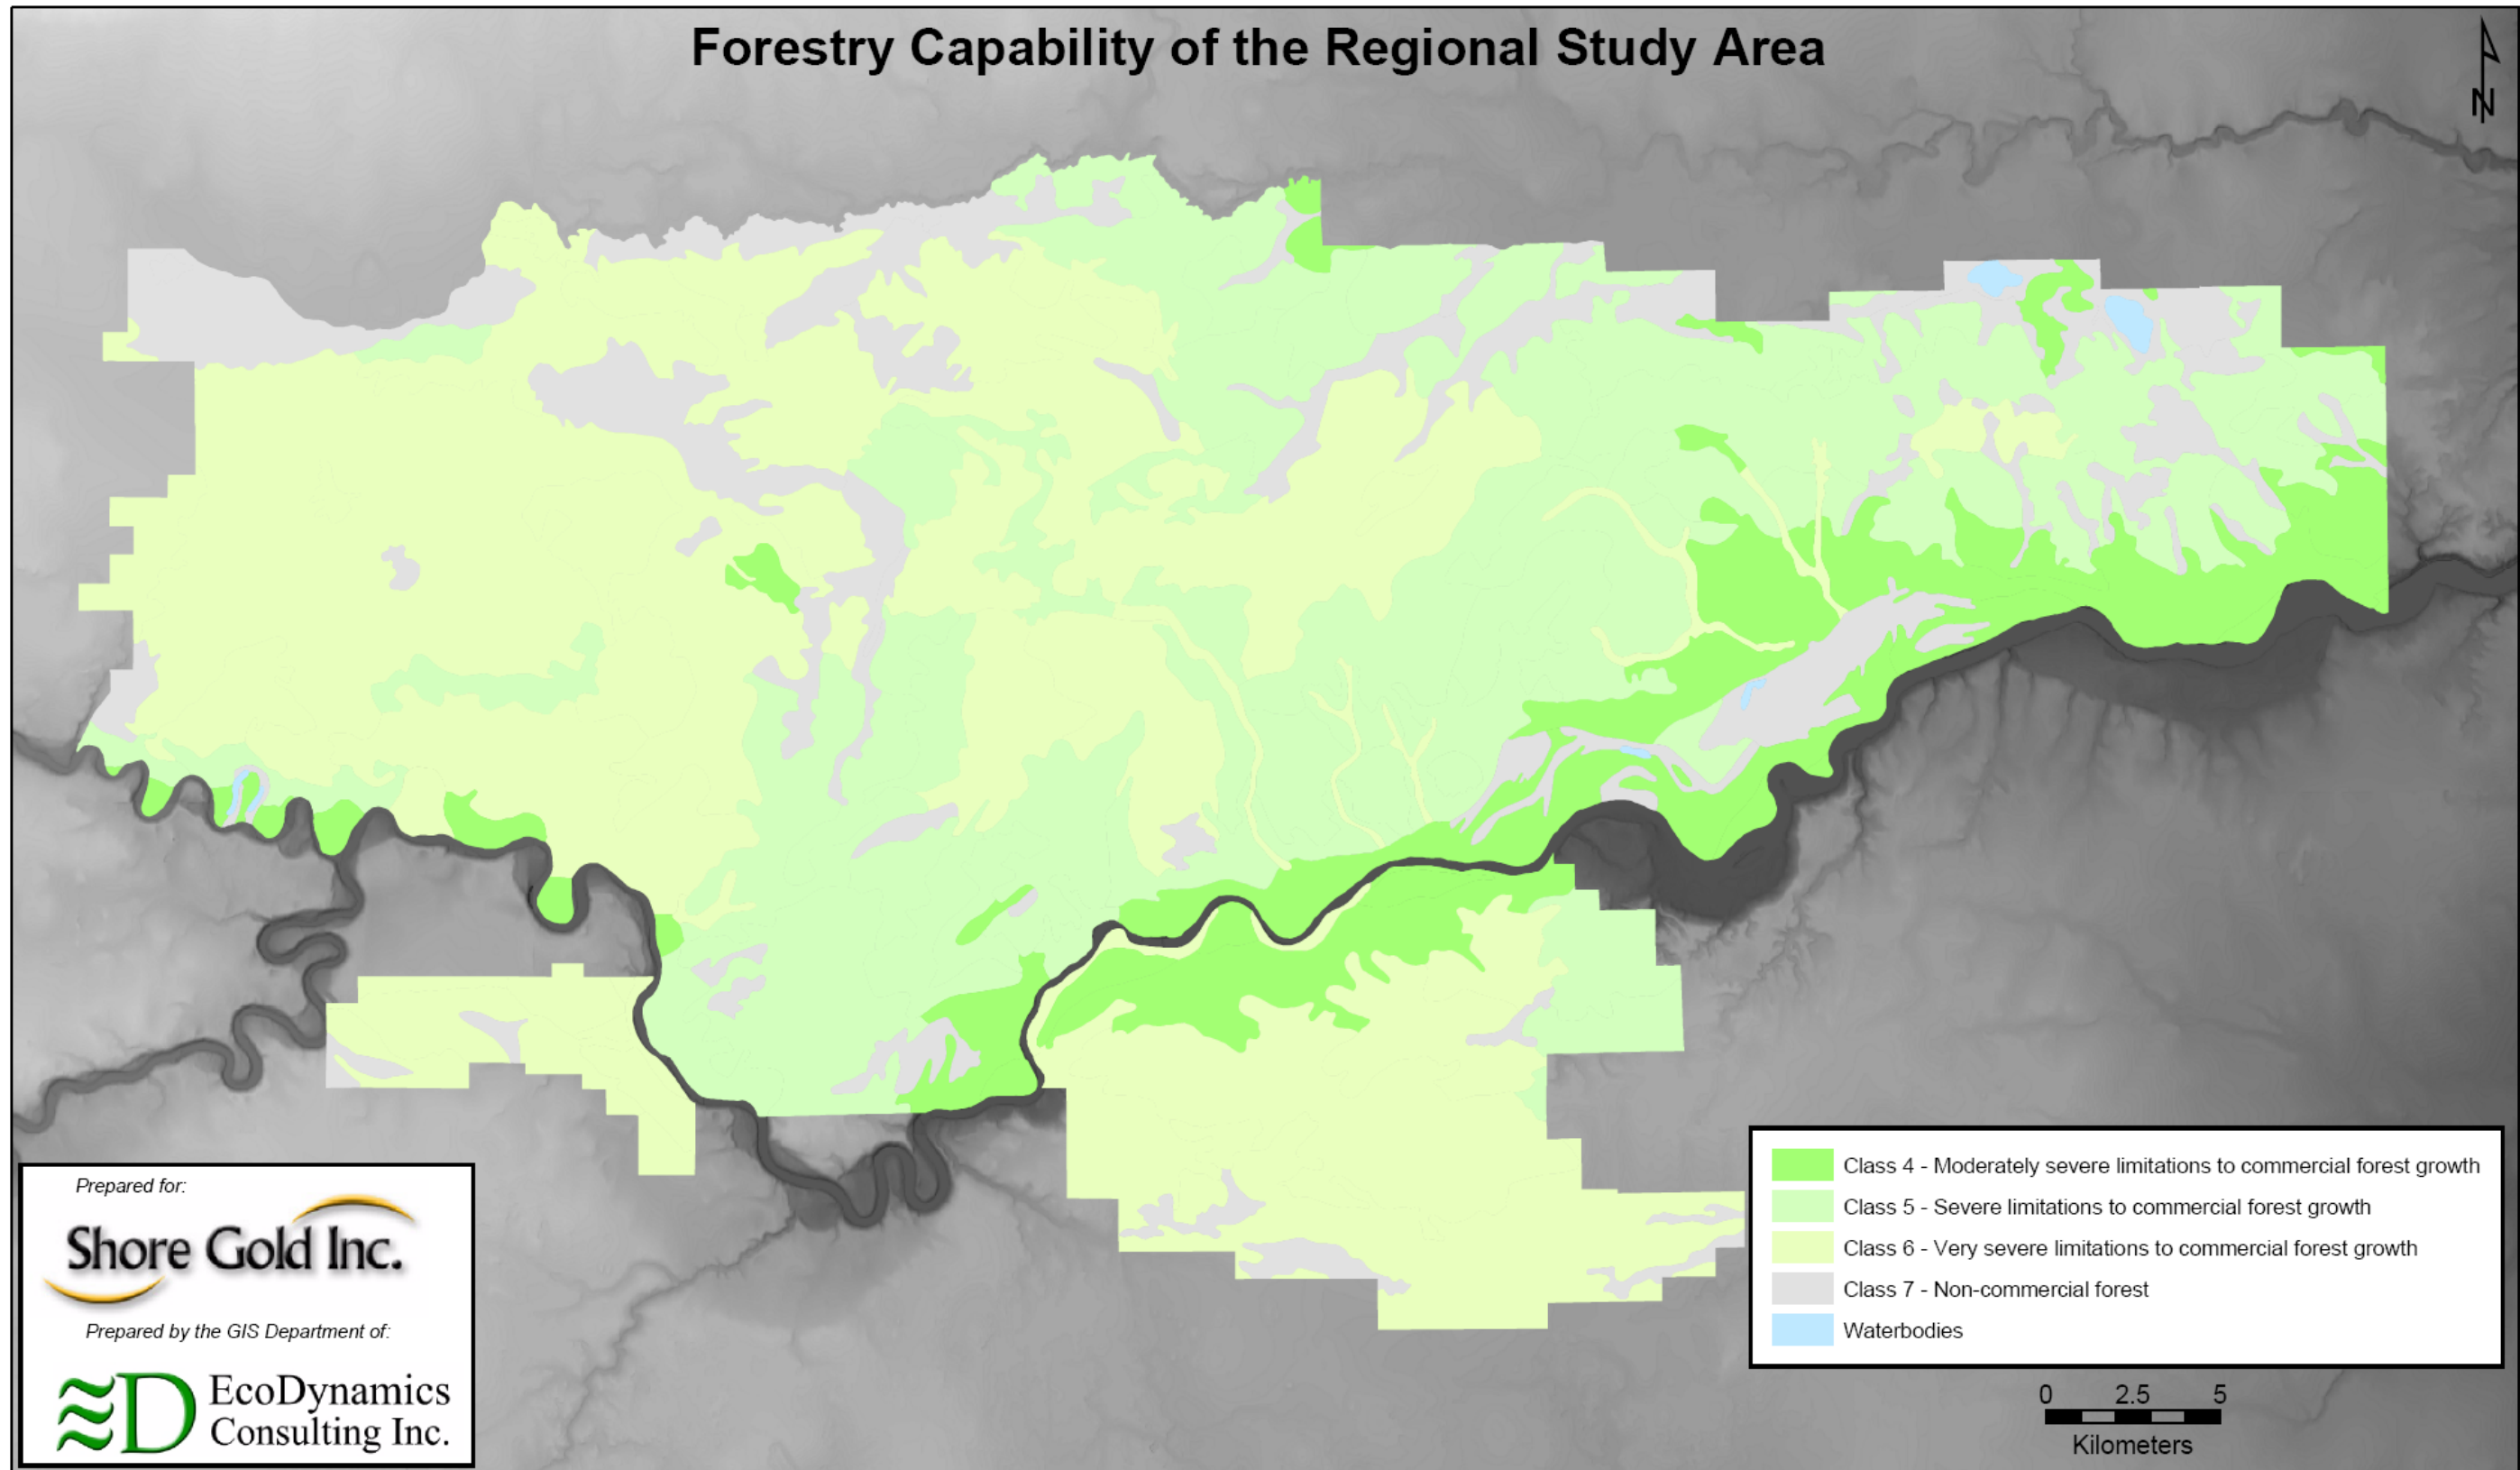 Forestry Capability of the Regional Study Area
N
Class 4 - Moderately severe limitations to commercial forest growth
Class 5 - Severe limitations to commercial forest growth
Class 6 - Very severe limitations to commercial forest growth
Class 7 - Non-commercial forest
Waterbodies
Prepared for:
Shore Gold Inc.
Prepared by the GIS Department of:
D EcoDynamics
Consulting Inc.
0 2.5 5
Kilometers